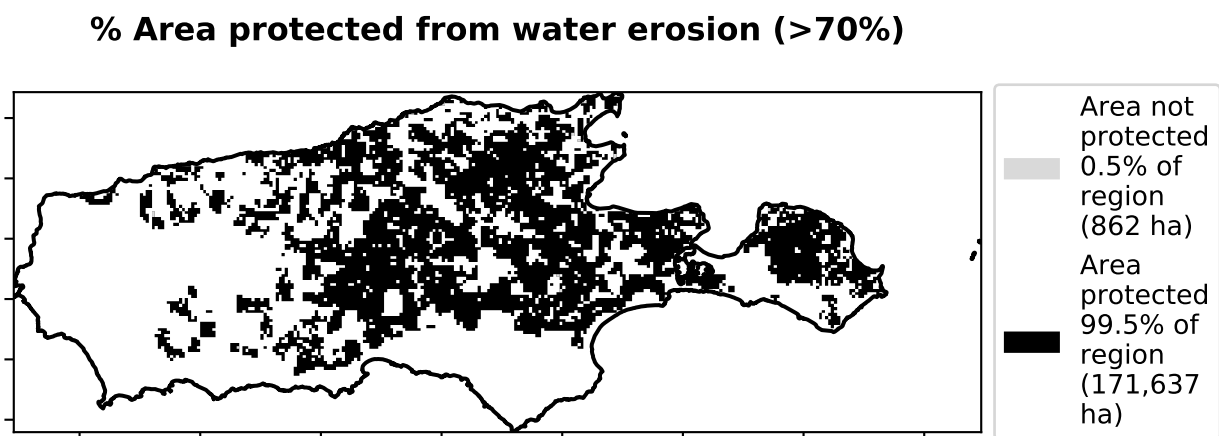 % Area protected from water erosion (>70%)
Area not
protected
0.5% of
region
(862 ha)
Area
protected
99.5% of
region
(171,637
ha)